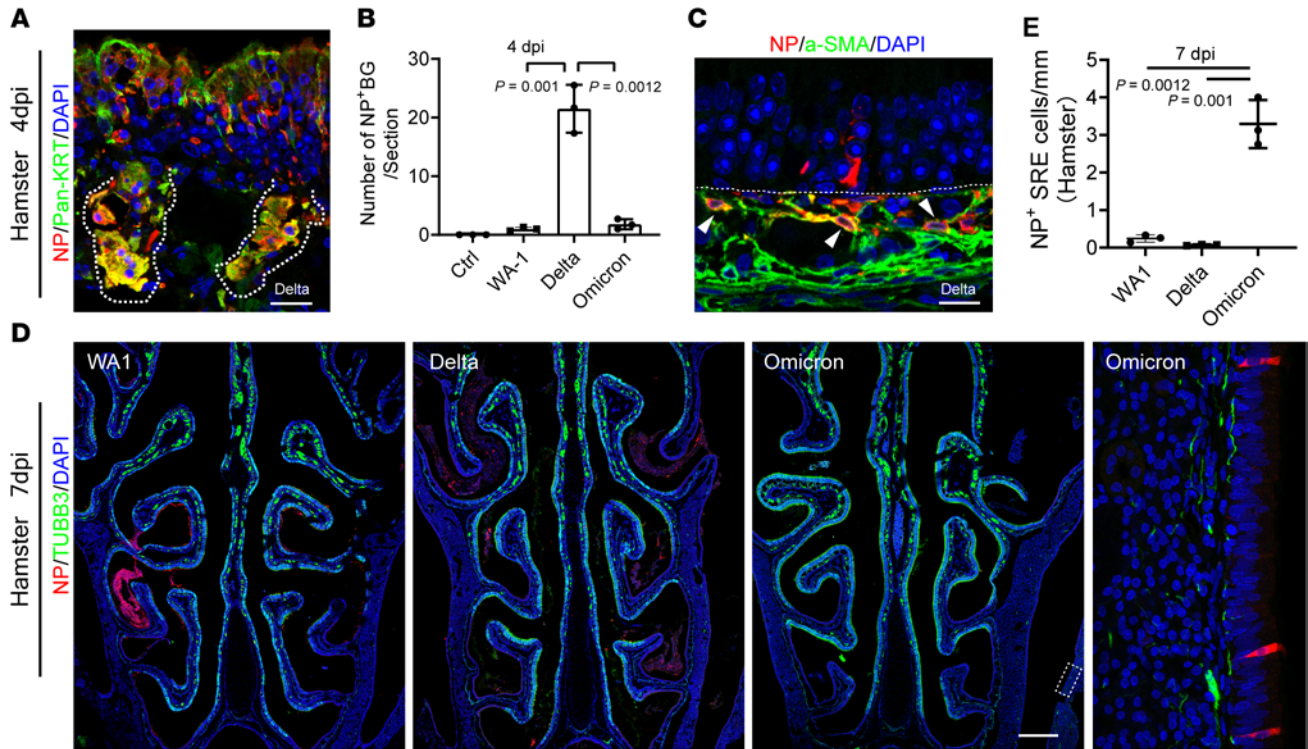 A
Hamster 4dpi
NP/Pan-KRT/DAPI
Delta
B
4 dpi
P = 0.001
P = 0.0012
Number of NP⁺BG
/Section
30
20
10
0
Ctrl
WA-1
Delta
Omicron
C
NP/a-SMA/DAPI
Delta
E
7 dpi
P = 0.0012
P = 0.001
NP⁺ SRE cells/mm
(Hamster)
5
4
3
2
1
0
WA1
Delta
Omicron
D
Hamster 7dpi
NP/TUBB3/DAPI
WA1
Delta
Omicron
Omicron